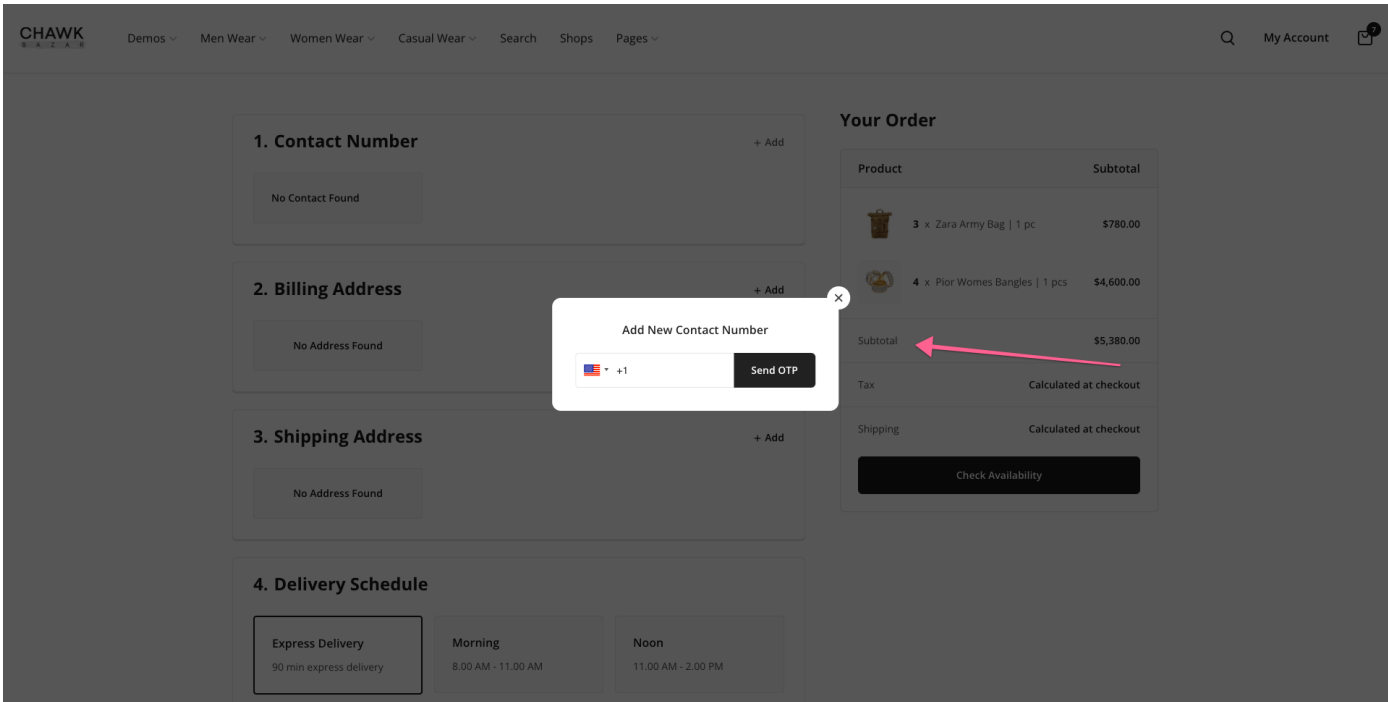 CHAWK
BAZAR
Demos
Men Wear
Women Wear
Casual Wear
Search
Shops
Pages
My Account
7
1. Contact Number
+ Add
No Contact Found
2. Billing Address
+ Add
No Address Found
3. Shipping Address
+ Add
No Address Found
4. Delivery Schedule
Express Delivery
90 min express delivery
Morning
8.00 AM - 11.00 AM
Noon
11.00 AM - 2.00 PM
Add New Contact Number
+1
Send OTP
Your Order
Product Subtotal
3 x Zara Army Bag | 1 pc $780.00
4 x Pior Womes Bangles | 1 pcs $4,600.00
Subtotal $5,380.00
Tax Calculated at checkout
Shipping Calculated at checkout
Check Availability